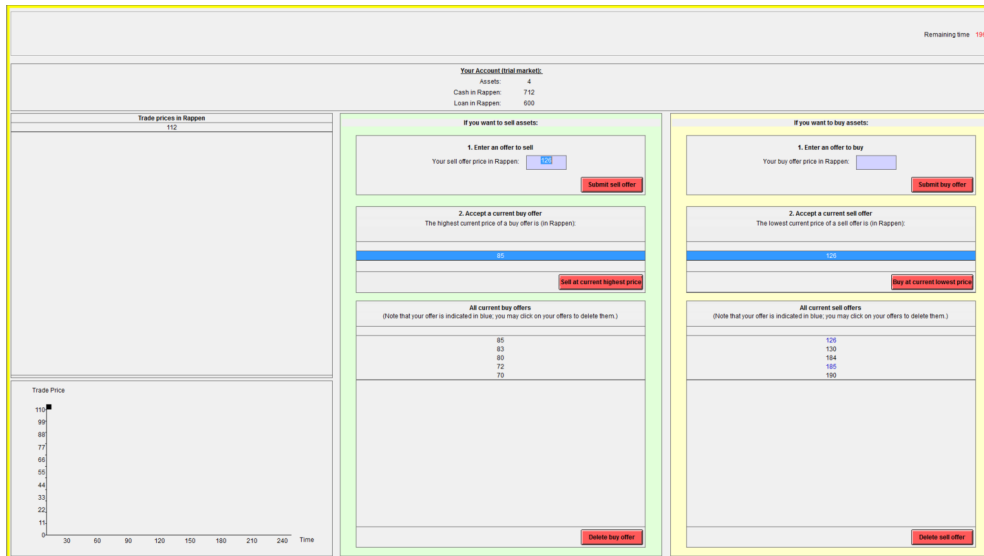 Remaining time 190
Your Account (trial market):
Assets: 4
Cash in Rappen: 712
Loan in Rappen: 600
Trade prices in Rappen
112
Trade Price
110
99
88
77
66
55
44
33
22
11
0
30 60 90 120 150 180 210 240 Time
If you want to sell assets:
1. Enter an offer to sell
Your sell offer price in Rappen: 126
Submit sell offer
2. Accept a current buy offer
The highest current price of a buy offer is (in Rappen):
85
Sell at current highest price
All current buy offers
(Note that your offer is indicated in blue; you may click on your offers to delete them.)
85
83
80
72
70
Delete buy offer
If you want to buy assets:
1. Enter an offer to buy
Your buy offer price in Rappen:
Submit buy offer
2. Accept a current sell offer
The lowest current price of a sell offer is (in Rappen):
126
Buy at current lowest price
All current sell offers
(Note that your offer is indicated in blue; you may click on your offers to delete them.)
126
130
184
185
190
Delete sell offer